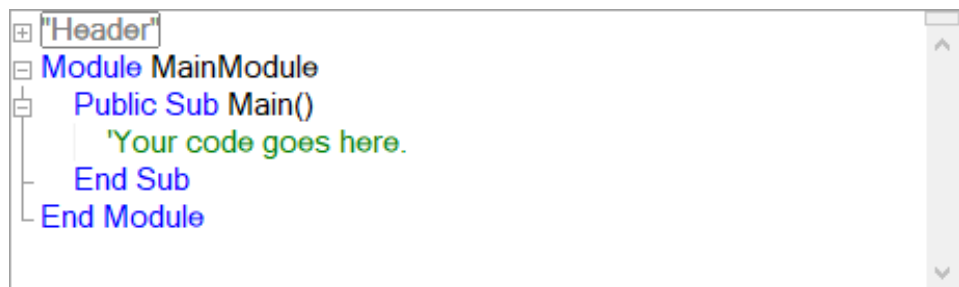 "Header"
Module MainModule
Public Sub Main()
'Your code goes here.
End Sub
End Module